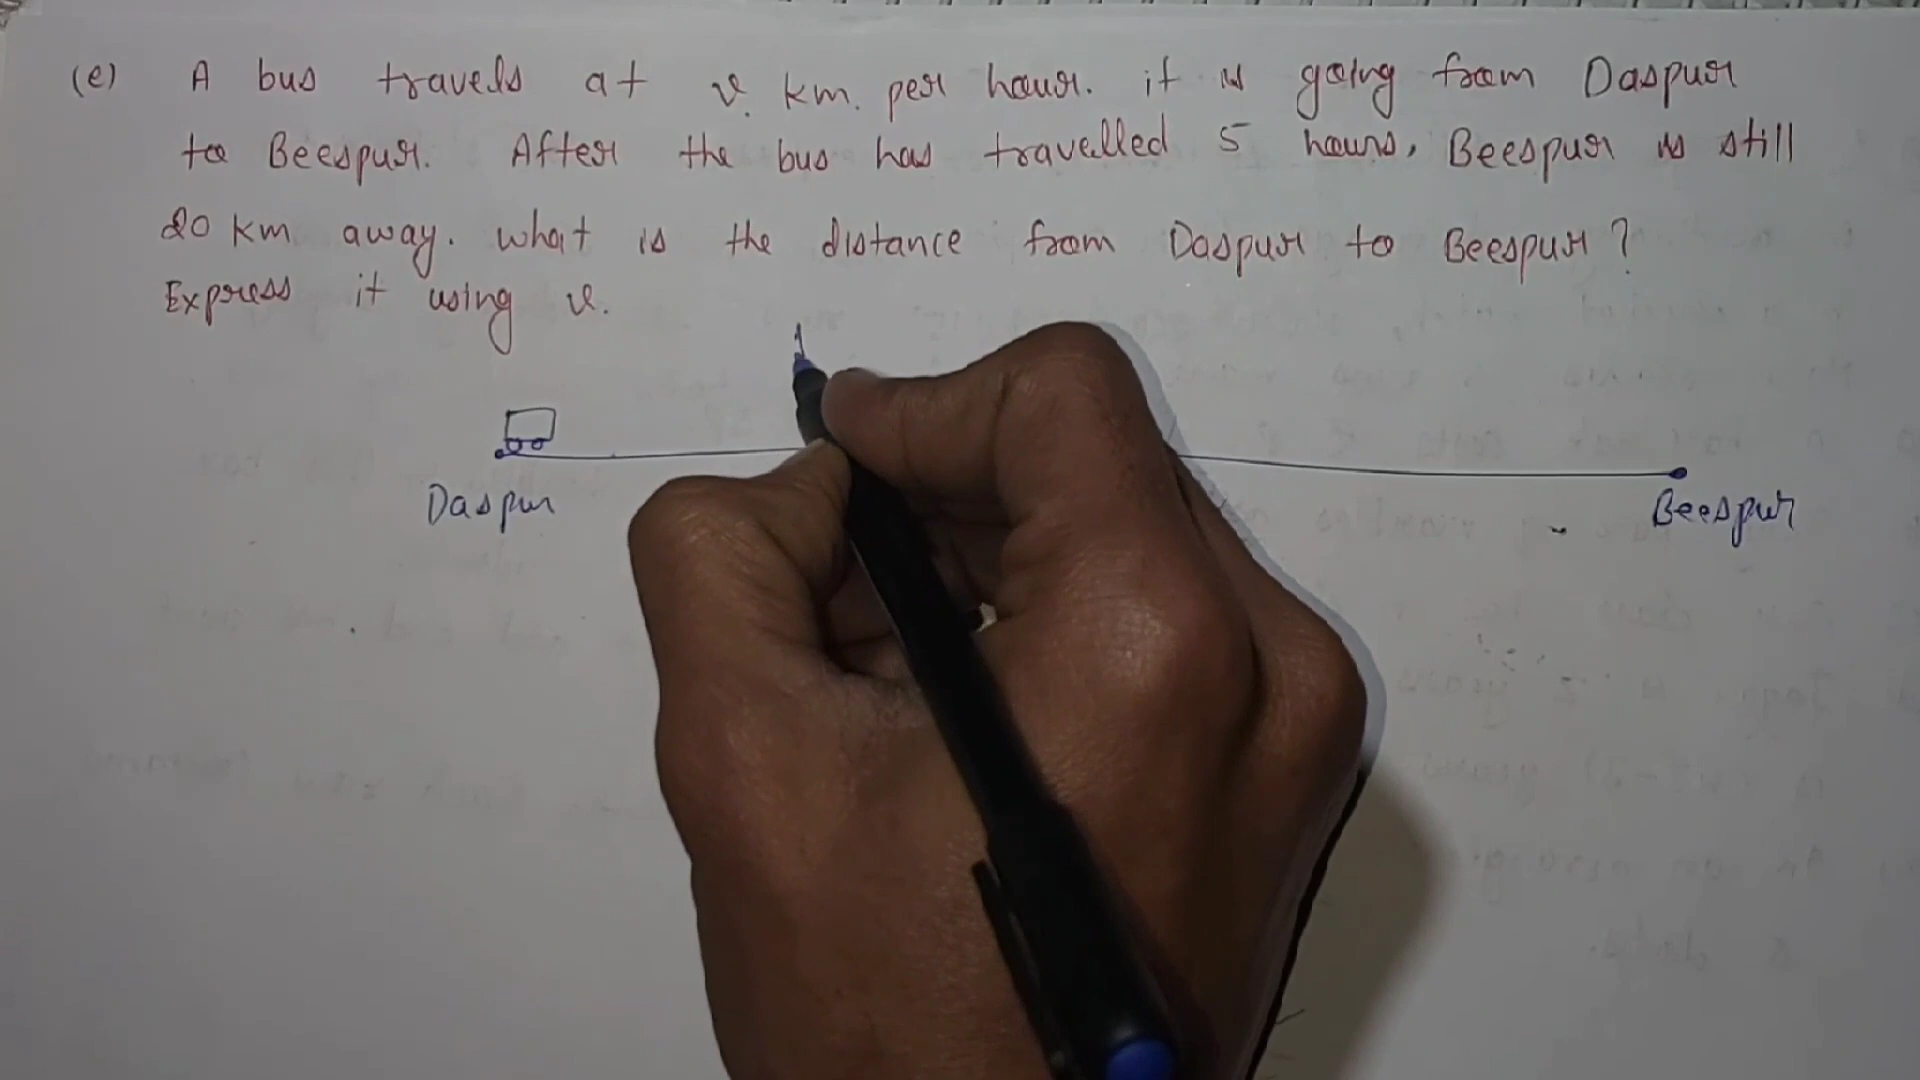 (e) A bus travels at v km. per hour. it is going from Daspur
to Beespur. After the bus has travelled 5 hours, Beespur is still
20 km away. what is the distance from Daspur to Beespur?
Express it using v.
Daspur
Beespur